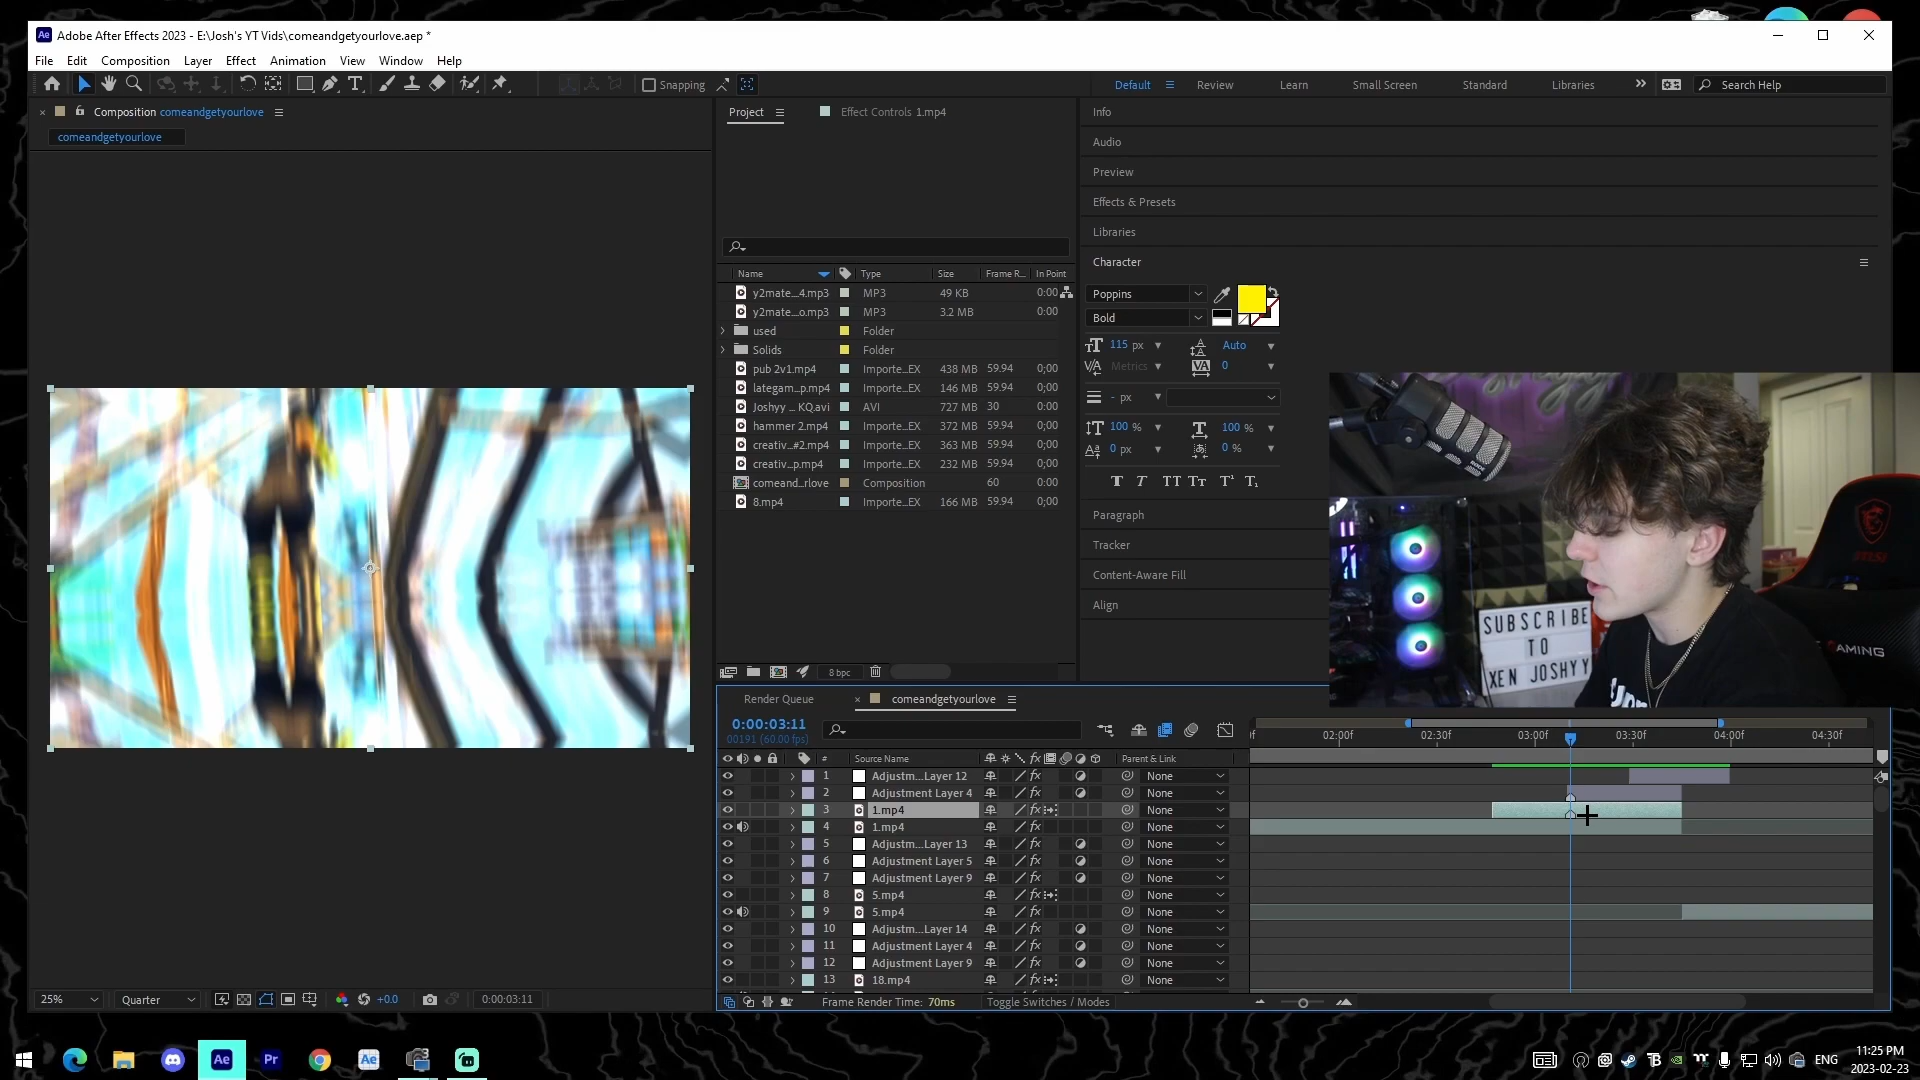 Adobe After Effects 2023 - E:\Josh's YT Vids\comeandgetyourlove.aep *
File Edit Composition Layer Effect Animation View Window Help
Snapping Default Review Learn Small Screen Standard Libraries Search Help
Composition comeandgetyourlove
comeandgetyourlove
Project Effect Controls 1.mp4
Name Type Size Frame R... In Point
y2mate....4.mp3 MP3 49 KB 0:00
y2mate....o.mp3 MP3 3.2 MB 0:00
used Folder
Solids Folder
pub 2v1.mp4 Importe...EX 438 MB 59.94 0;00
lategam...p.mp4 Importe...EX 146 MB 59.94 0;00
Joshyy ... KQ.avi AVI 727 MB 30 0:00
hammer 2.mp4 Importe...EX 372 MB 59.94 0;00
creativ...#2.mp4 Importe...EX 363 MB 59.94 0;00
creativ...p.mp4 Importe...EX 232 MB 59.94 0;00
comeand...rlove Composition 60 0:00
8.mp4 Importe...EX 166 MB 59.94 0;00
8 bpc
Info
Audio
Preview
Effects & Presets
Libraries
Character
Poppins
Bold
115 px Auto
Metrics 0
- px
100 % 100 %
0 px 0 %
Paragraph
Tracker
Content-Aware Fill
Align
SUBSCRIBE
TO
XEN JOSHYY
GAMING
Render Queue comeandgetyourlove
0:00:03:11
00191 (60.00 fps)
02:00f 02:30f 03:00f 03:30f 04:00f 04:30f
# Source Name Parent & Link
1 Adjustm...Layer 12 None
2 Adjustment Layer 4 None
3 1.mp4 None
4 1.mp4 None
5 Adjustm...Layer 13 None
6 Adjustment Layer 5 None
7 Adjustment Layer 9 None
8 5.mp4 None
9 5.mp4 None
10 Adjustm...Layer 14 None
11 Adjustment Layer 4 None
12 Adjustment Layer 9 None
13 18.mp4 None
25% Quarter +0.0 0:00:03:11
Frame Render Time: 70ms Toggle Switches / Modes
ENG 11:25 PM
2023-02-23